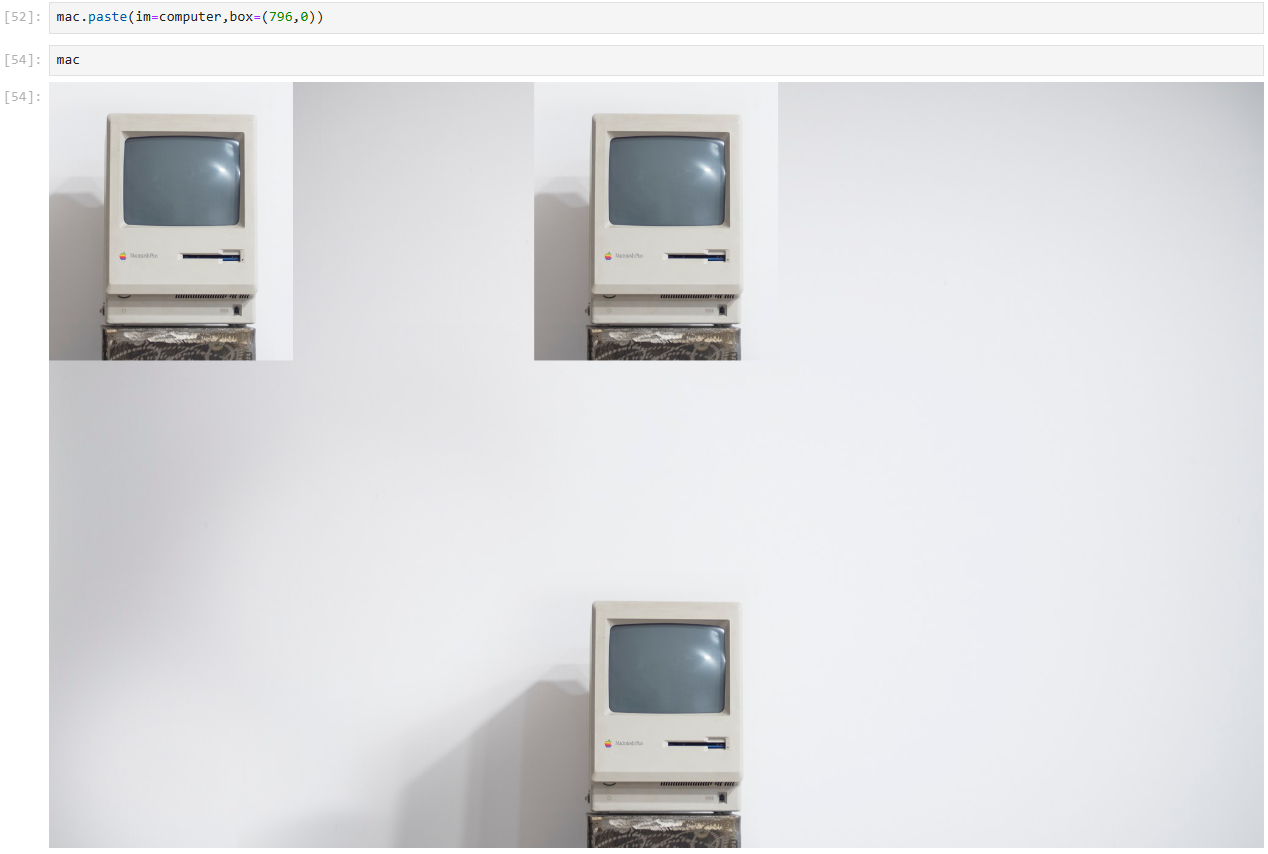 [52]:
mac.paste(im=computer,box=(796,0))
[54]:
mac
[54]: